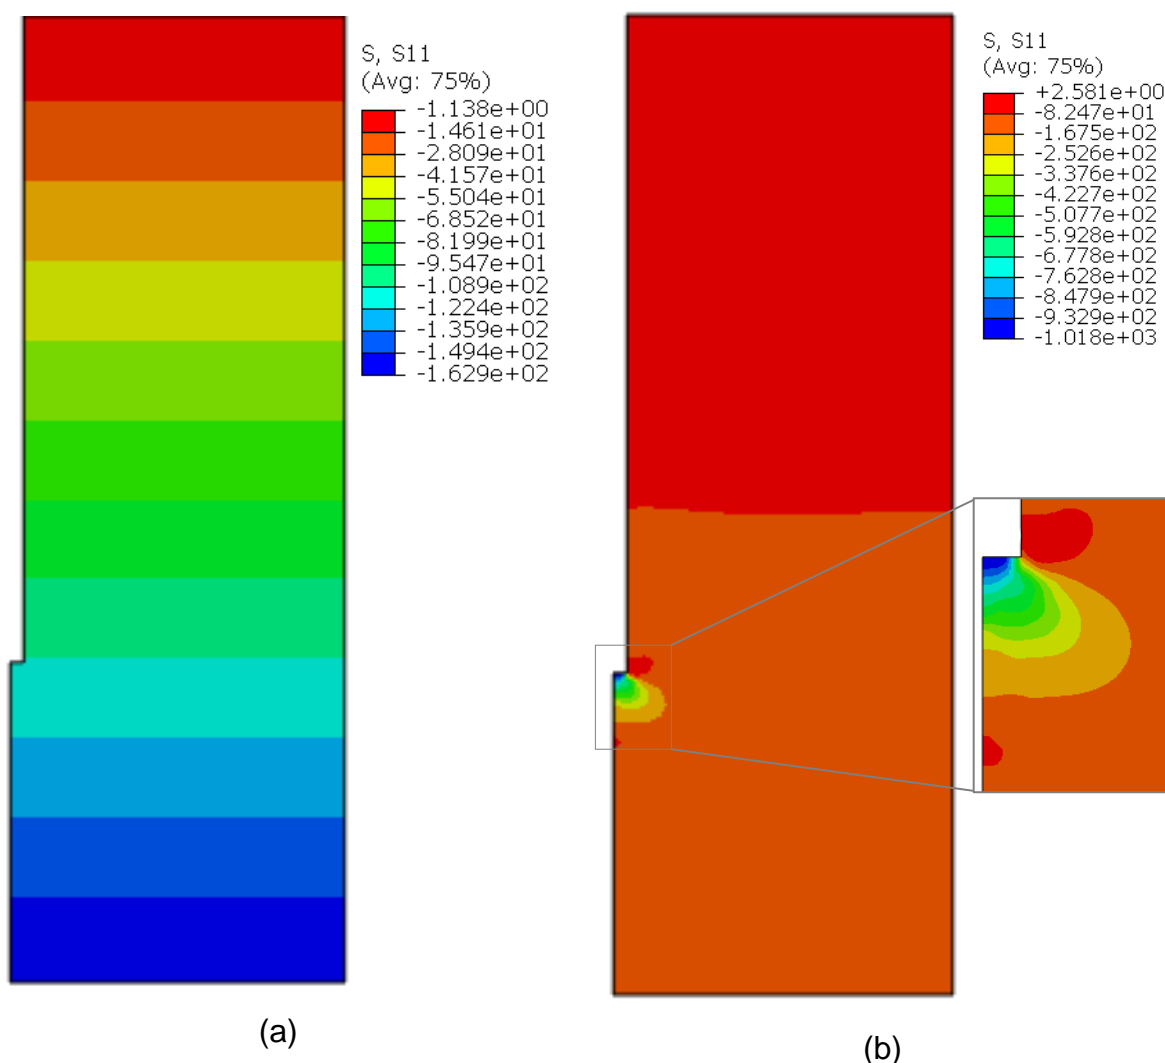 S, S11
(Avg: 75%)
-1.138e+00
-1.461e+01
-2.809e+01
-4.157e+01
-5.504e+01
-6.852e+01
-8.199e+01
-9.547e+01
-1.089e+02
-1.224e+02
-1.359e+02
-1.494e+02
-1.629e+02
(a)
S, S11
(Avg: 75%)
+2.581e+00
-8.247e+01
-1.675e+02
-2.526e+02
-3.376e+02
-4.227e+02
-5.077e+02
-5.928e+02
-6.778e+02
-7.628e+02
-8.479e+02
-9.329e+02
-1.018e+03
(b)